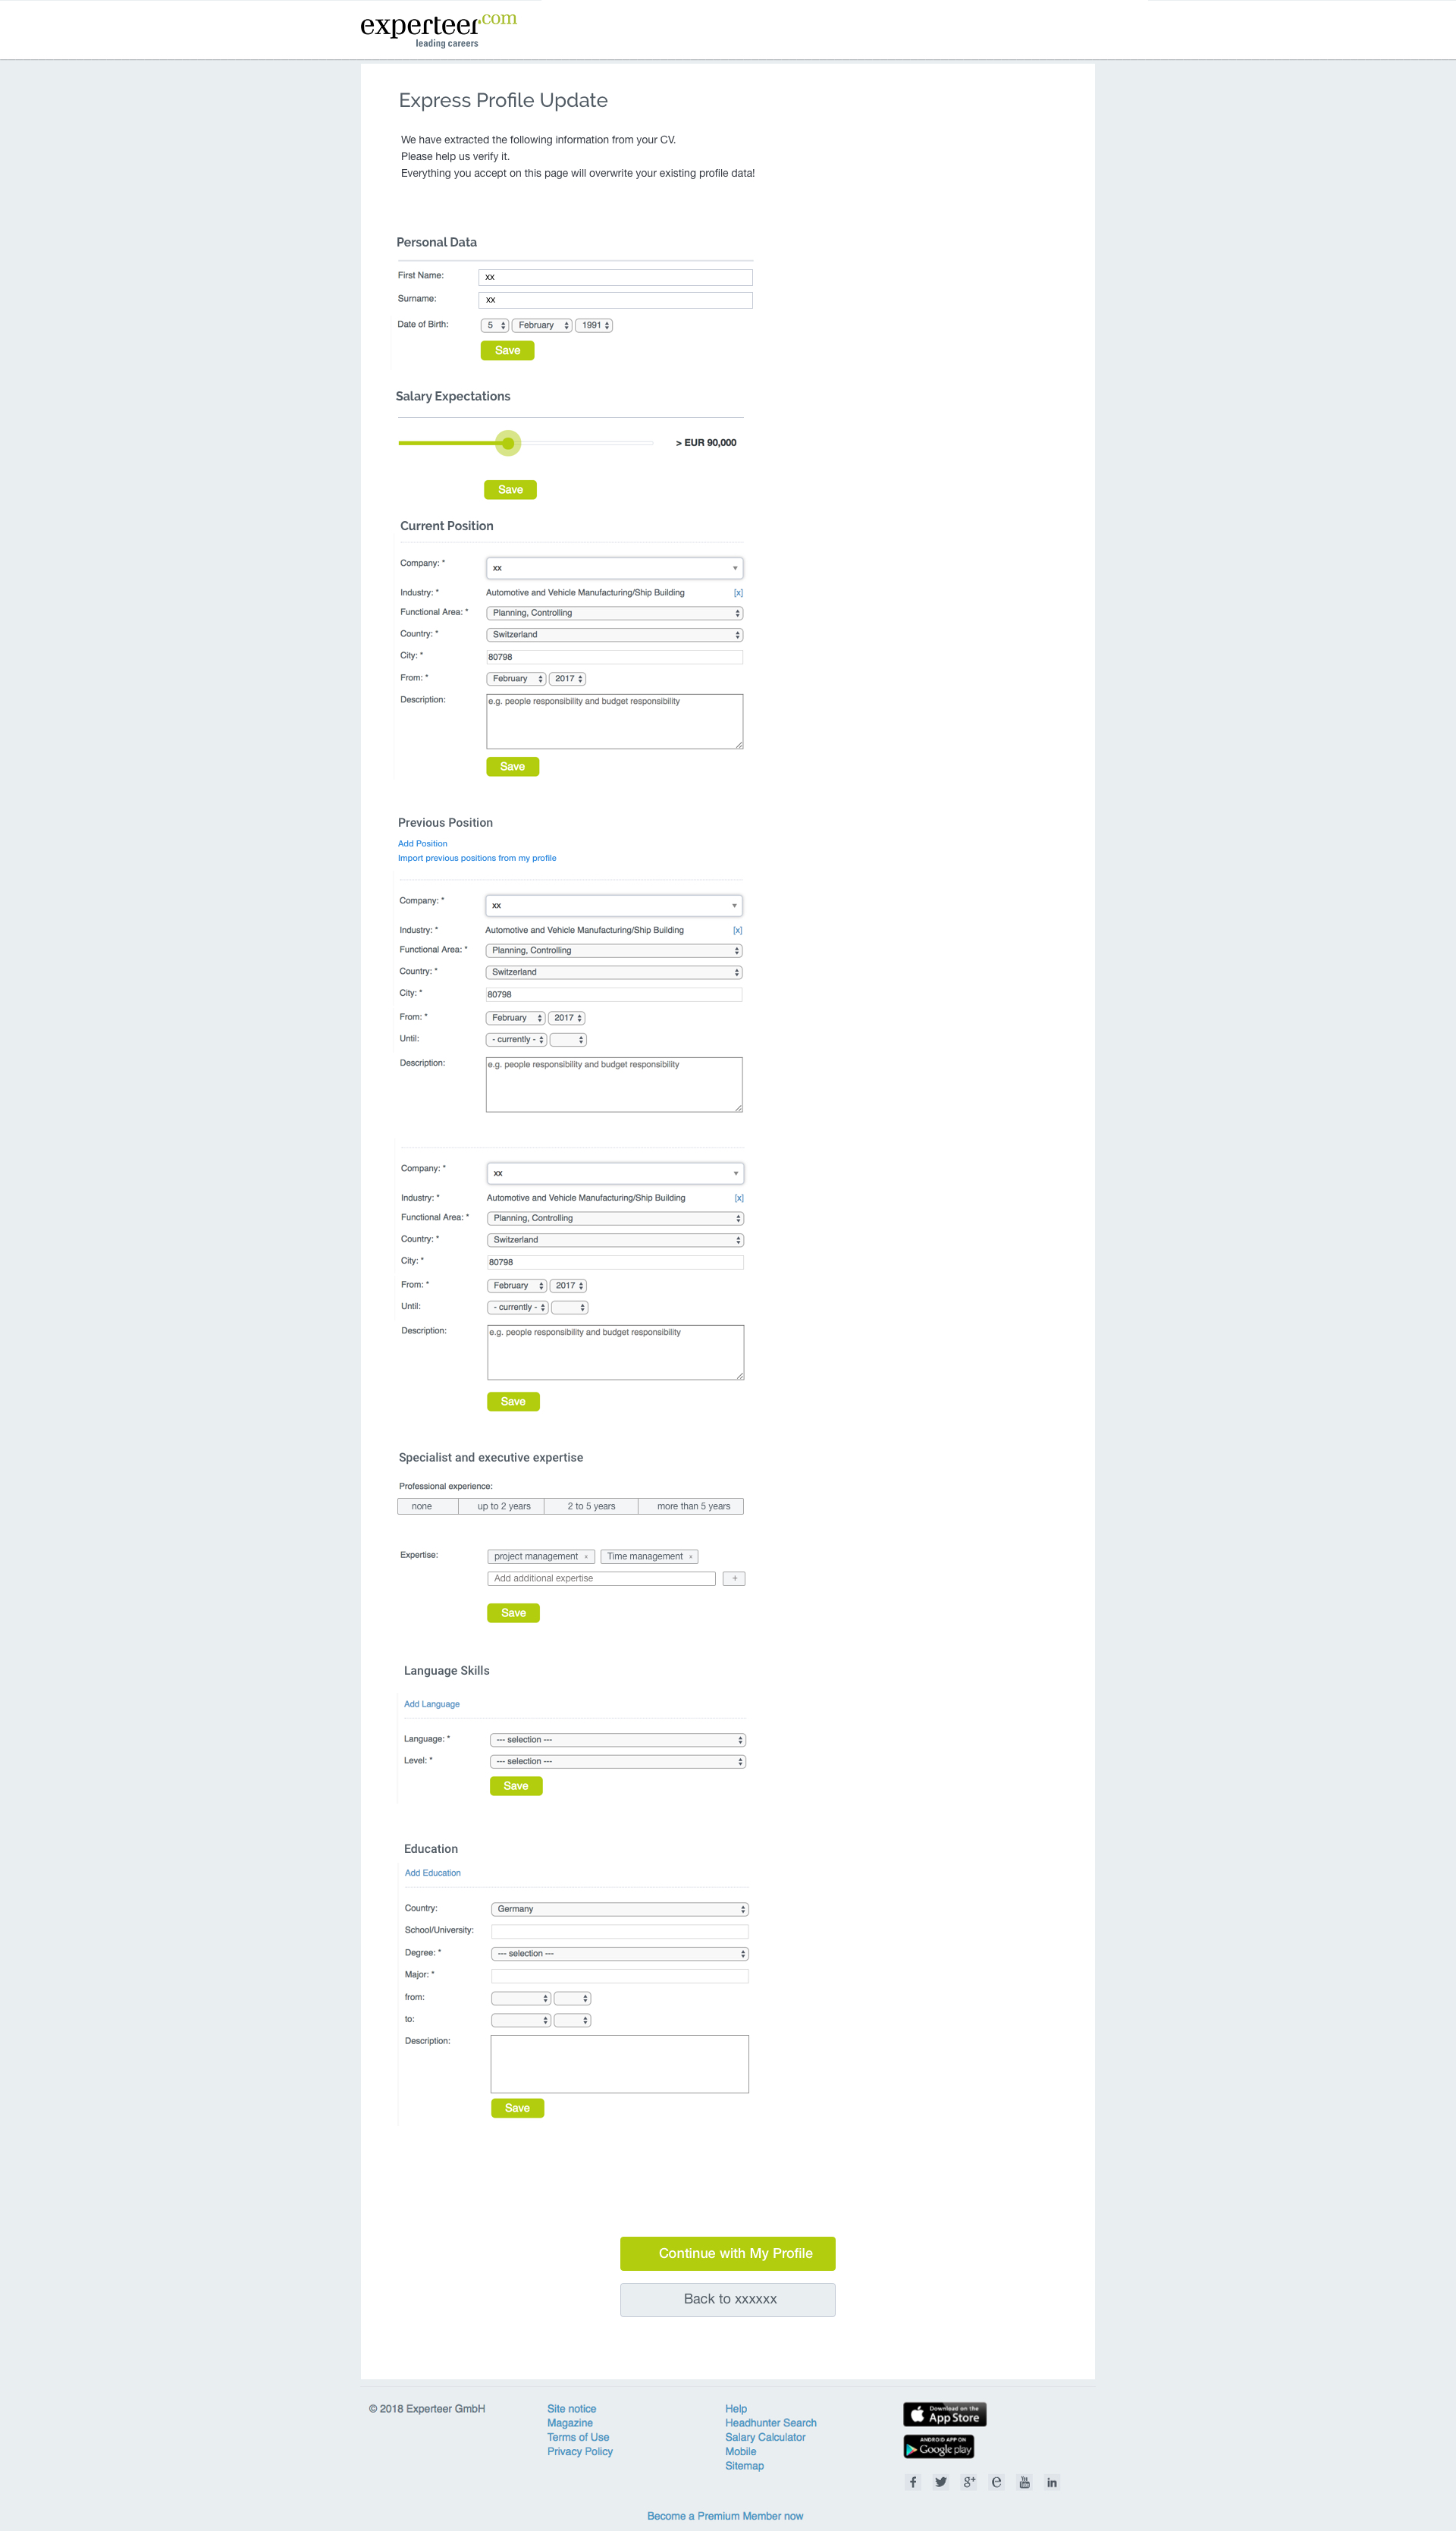 experteer.com
leading careers
Express Profile Update
We have extracted the following information from your CV.
Please help us verify it.
Everything you accept on this page will overwrite your existing profile data!
Personal Data
First Name: xx
Surname: xx
Date of Birth: 5 February 1991
Save
Salary Expectations
> EUR 90,000
Save
Current Position
Company: * xx
Industry: * Automotive and Vehicle Manufacturing/Ship Building [x]
Functional Area: * Planning, Controlling
Country: * Switzerland
City: * 80798
From: * February 2017
Description: e.g. people responsibility and budget responsibility
Save
Previous Position
Add Position
Import previous positions from my profile
Company: * xx
Industry: * Automotive and Vehicle Manufacturing/Ship Building [x]
Functional Area: * Planning, Controlling
Country: * Switzerland
City: * 80798
From: * February 2017
Until: - currently -
Description: e.g. people responsibility and budget responsibility
Company: * xx
Industry: * Automotive and Vehicle Manufacturing/Ship Building [x]
Functional Area: * Planning, Controlling
Country: * Switzerland
City: * 80798
From: * February 2017
Until: - currently -
Description: e.g. people responsibility and budget responsibility
Save
Specialist and executive expertise
Professional experience:
none up to 2 years 2 to 5 years more than 5 years
Expertise: project management x Time management x
Add additional expertise +
Save
Language Skills
Add Language
Language: * --- selection ---
Level: * --- selection ---
Save
Education
Add Education
Country: Germany
School/University:
Degree: * --- selection ---
Major: *
from:
to:
Description:
Save
Continue with My Profile
Back to xxxxxx
© 2018 Experteer GmbH
Site notice
Magazine
Terms of Use
Privacy Policy
Help
Headhunter Search
Salary Calculator
Mobile
Sitemap
Download on the
App Store
ANDROID APP ON
Google play
f g+ e You Tube in
Become a Premium Member now